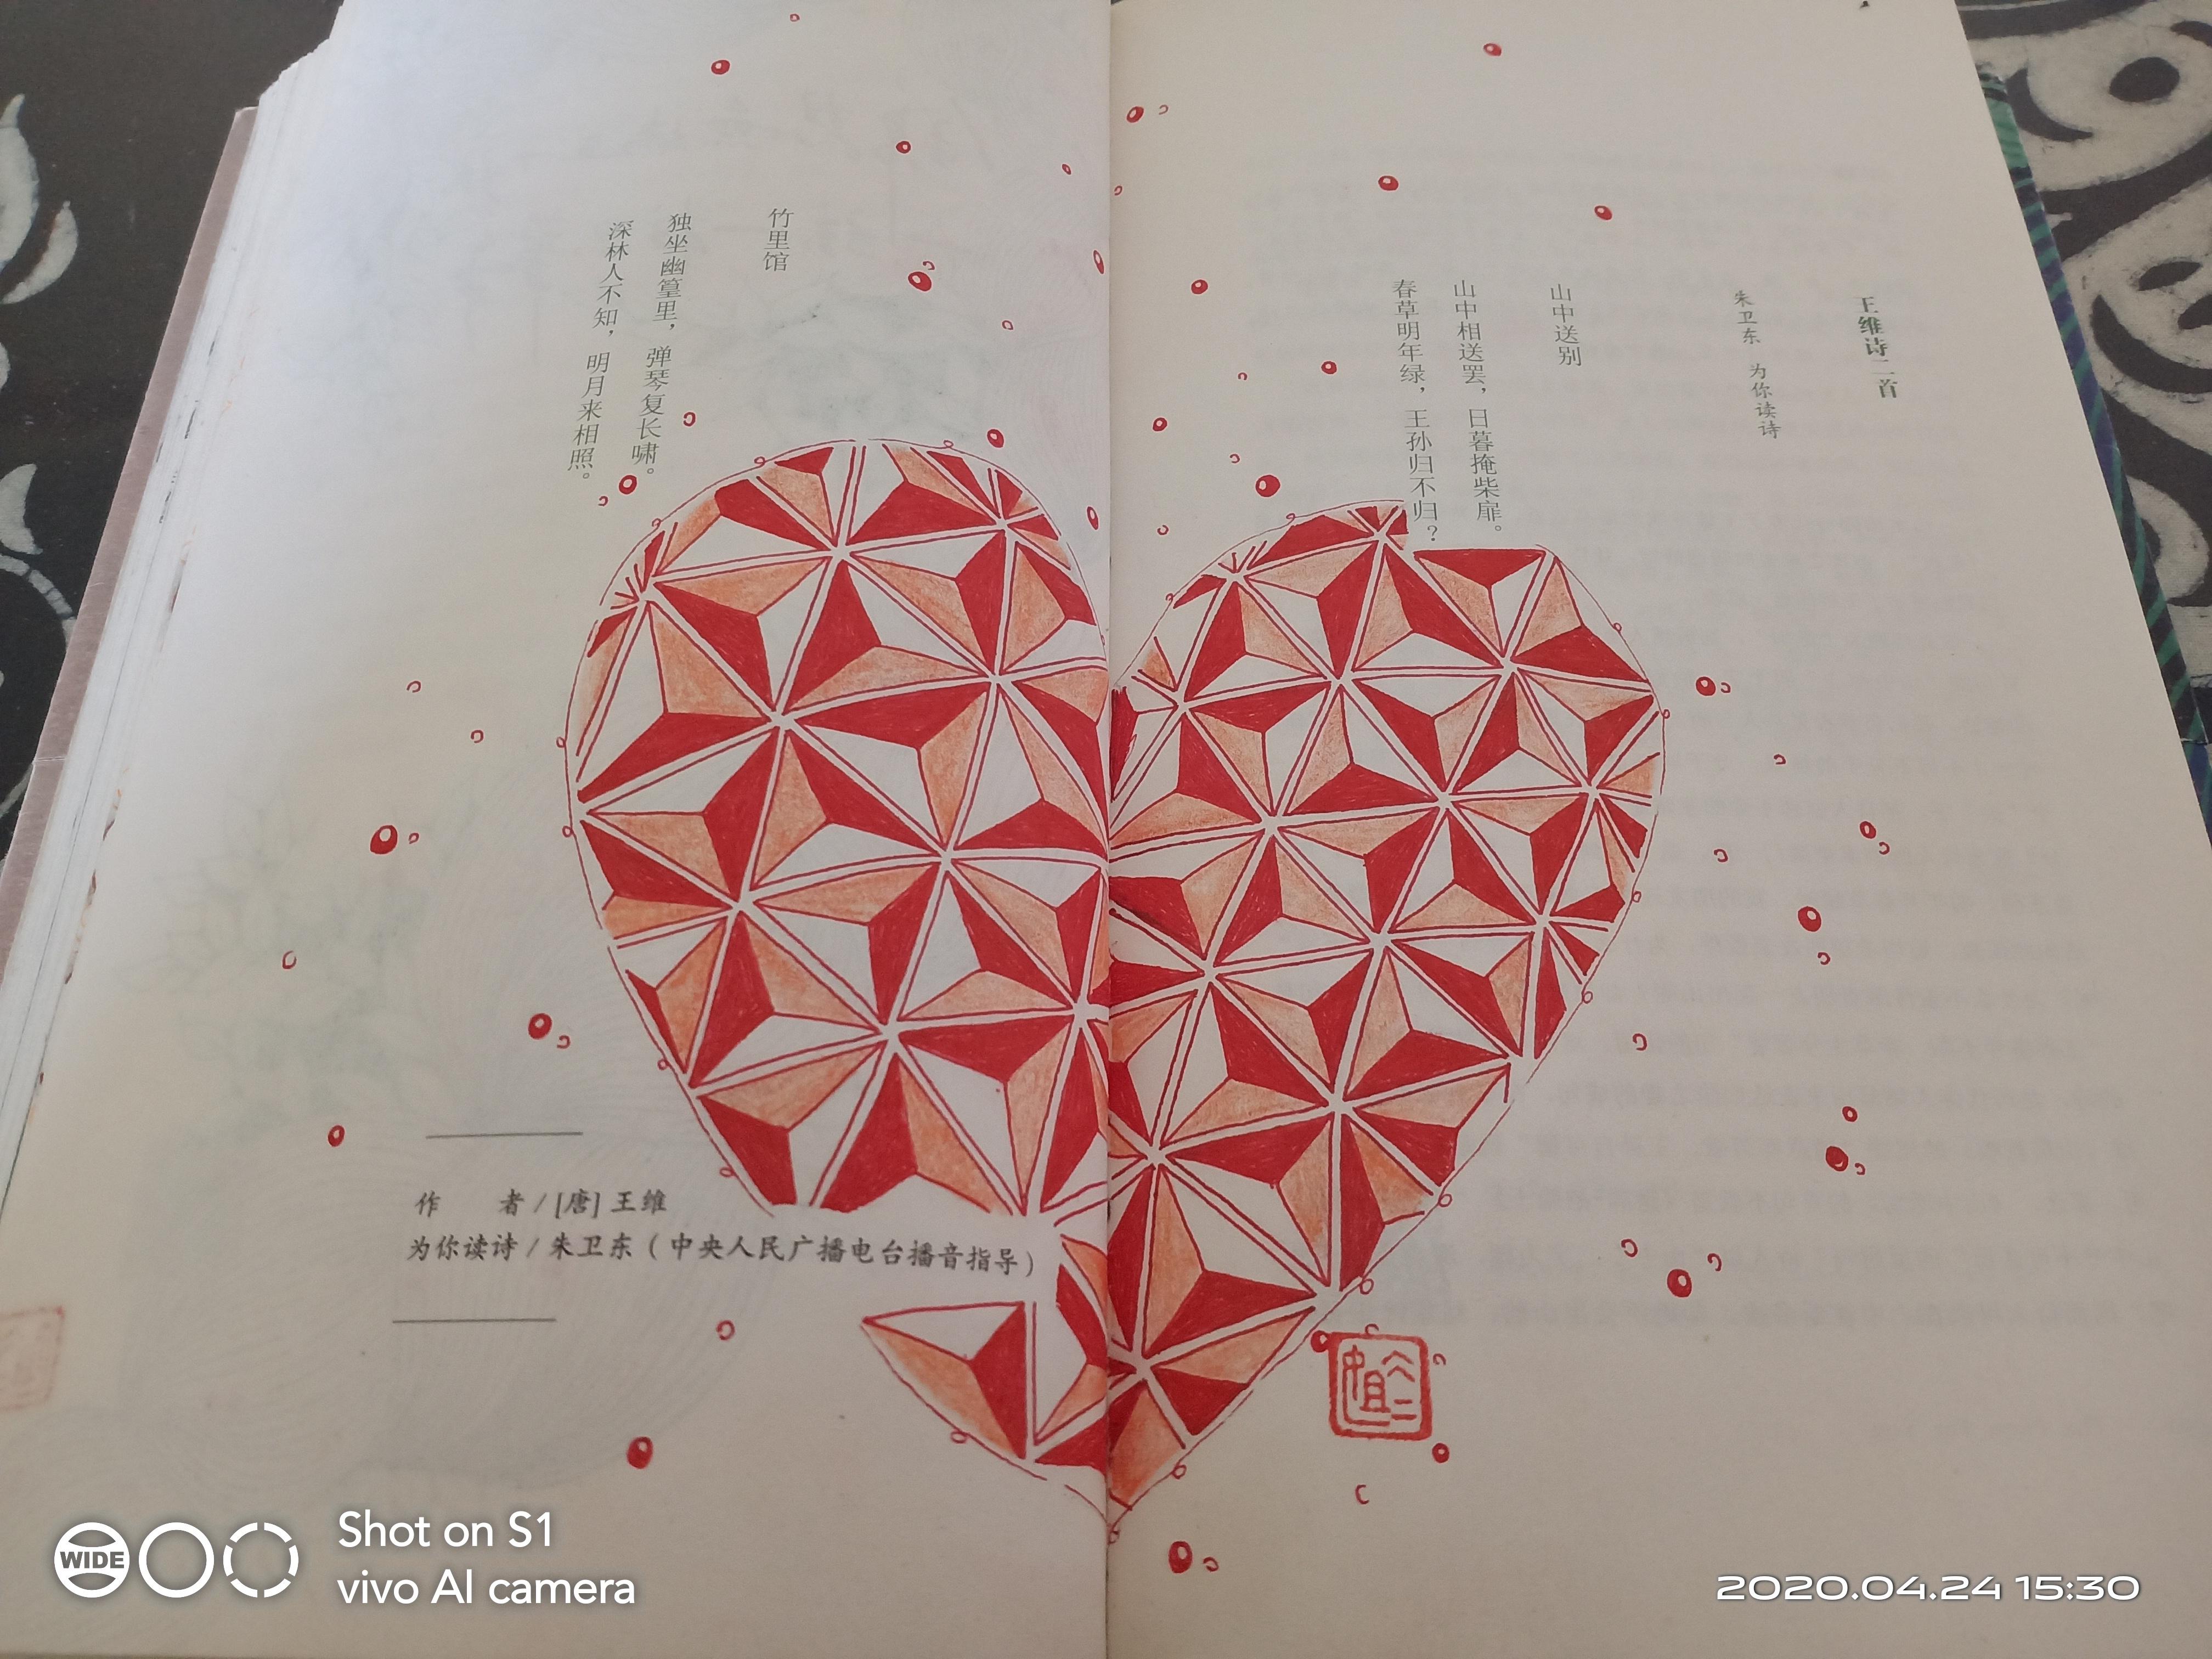 王维诗二首
朱卫东 为你读诗
山中送别
山中相送罢，日暮掩柴扉。
春草明年绿，王孙归不归？
竹里馆
独坐幽篁里，弹琴复长啸。
深林人不知，明月来相照。
作 者 / [唐] 王维
为你读诗 / 朱卫东（中央人民广播电台播音指导）
WIDE
Shot on S1
vivo AI camera
2020.04.24 15:30